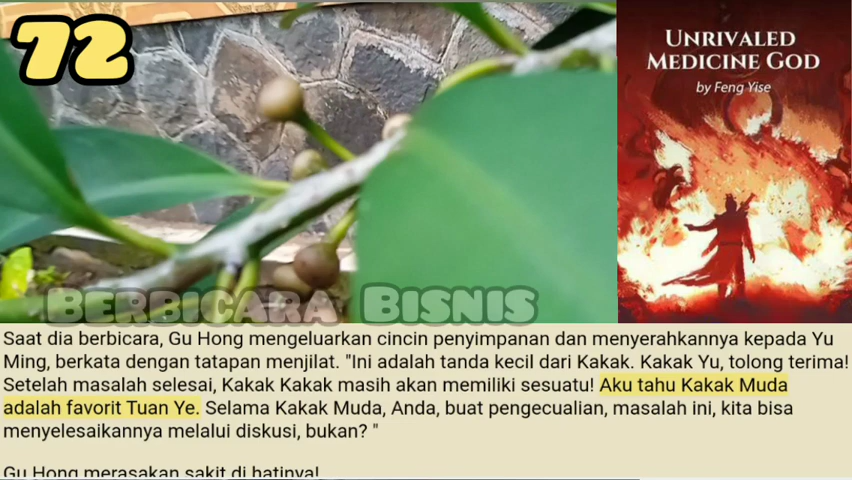 72
UNRIVALED
MEDICINE GOD
by Feng Yise
BERBICARA BISNIS
Saat dia berbicara, Gu Hong mengeluarkan cincin penyimpanan dan menyerahkannya kepada Yu
Ming, berkata dengan tatapan menjilat. "Ini adalah tanda kecil dari Kakak. Kakak Yu, tolong terima!
Setelah masalah selesai, Kakak Kakak masih akan memiliki sesuatu! Aku tahu Kakak Muda
adalah favorit Tuan Ye. Selama Kakak Muda, Anda, buat pengecualian, masalah ini, kita bisa
menyelesaikannya melalui diskusi, bukan? "
Gu Hong merasakan sakit di hatinya!